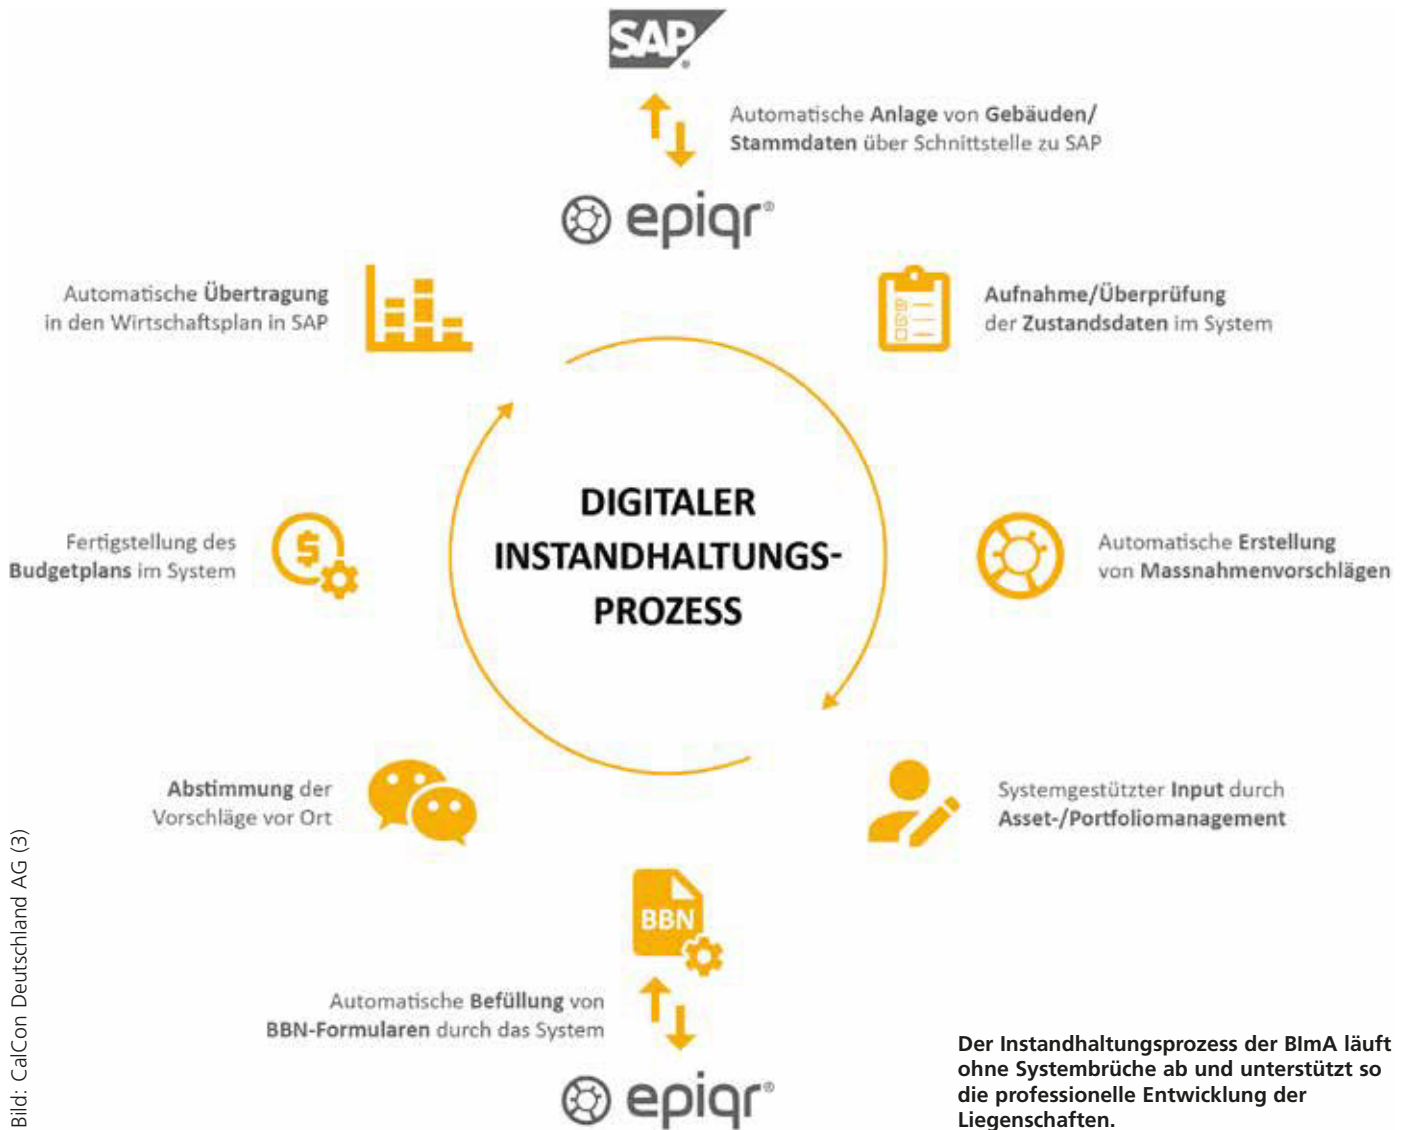 SAP®
Automatische Anlage von Gebäuden/
Stammdaten über Schnittstelle zu SAP
epiqr®
Aufnahme/Überprüfung
der Zustandsdaten im System
Automatische Erstellung
von Massnahmenvorschlägen
Systemgestützter Input durch
Asset-/Portfoliomanagement
BBN
Automatische Befüllung von
BBN-Formularen durch das System
epiqr®
Abstimmung der
Vorschläge vor Ort
Fertigstellung des
Budgetplans im System
$
Automatische Übertragung
in den Wirtschaftsplan in SAP
DIGITALER
INSTANDHALTUNGS-
PROZESS
Bild: CalCon Deutschland AG (3)
Der Instandhaltungsprozess der BImA läuft
ohne Systembrüche ab und unterstützt so
die professionelle Entwicklung der
Liegenschaften.